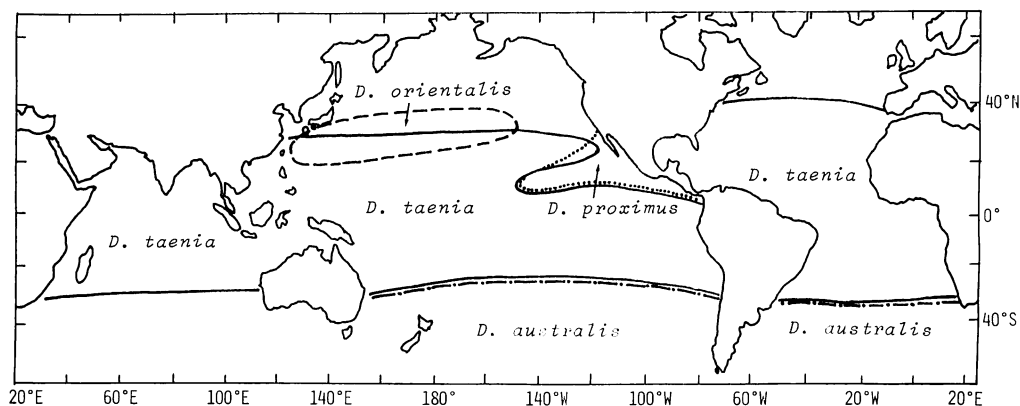 D. orientalis
40°N
D. taenia
D. taenia
D. proximus
0°
D. taenia
D. australis
D. australis
40°S
20°E 60°E 100°E 140°E 180° 140°W 100°W 60°W 20°W 20°E